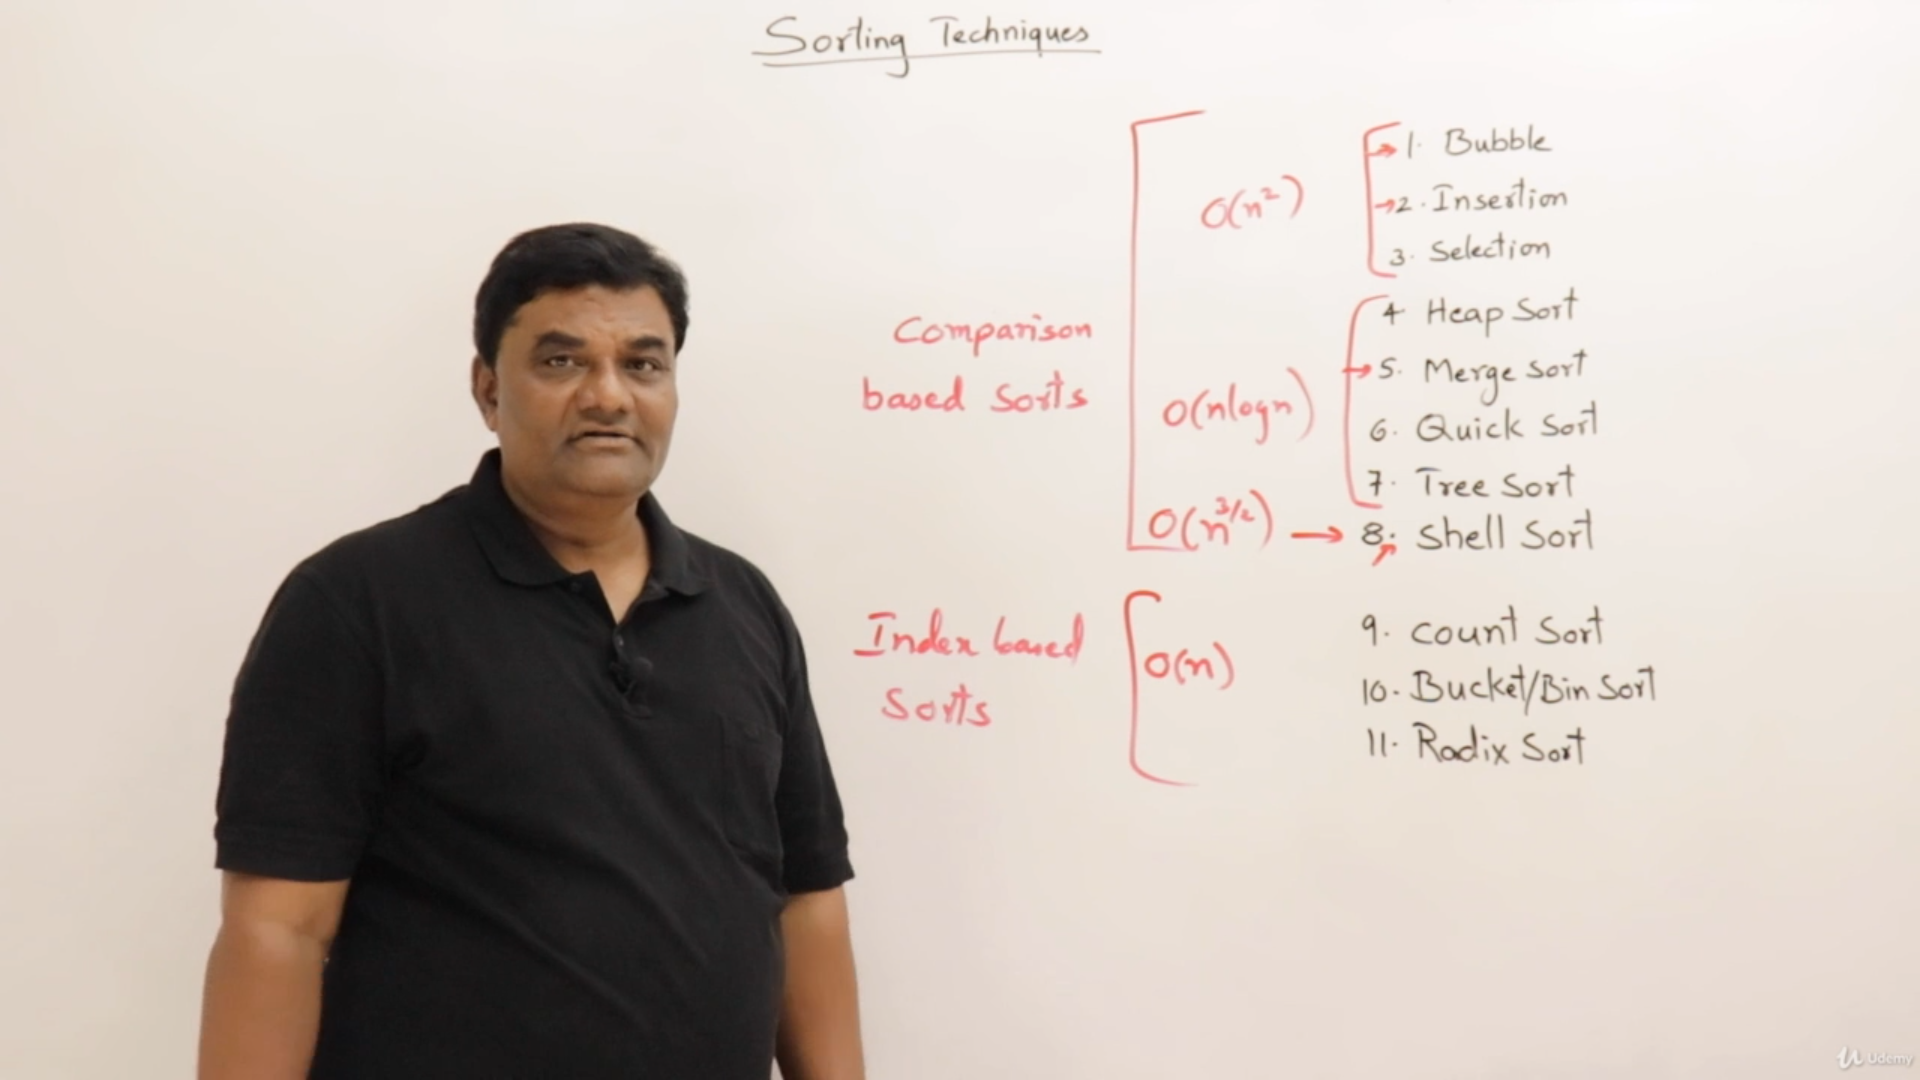 Sorting Techniques
1. Bubble
O(n²)
2. Insertion
3. Selection
4 Heap Sort
Comparison
based Sorts
5. Merge Sort
O(nlogn)
6. Quick Sort
7. Tree Sort
O(n^3/2) → 8. Shell Sort
Index based
Sorts
O(n)
9. Count Sort
10. Bucket/Bin Sort
11. Radix Sort
Udemy